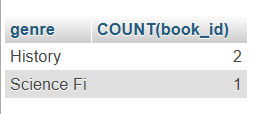 genre COUNT(book_id)
History 2
Science Fi 1